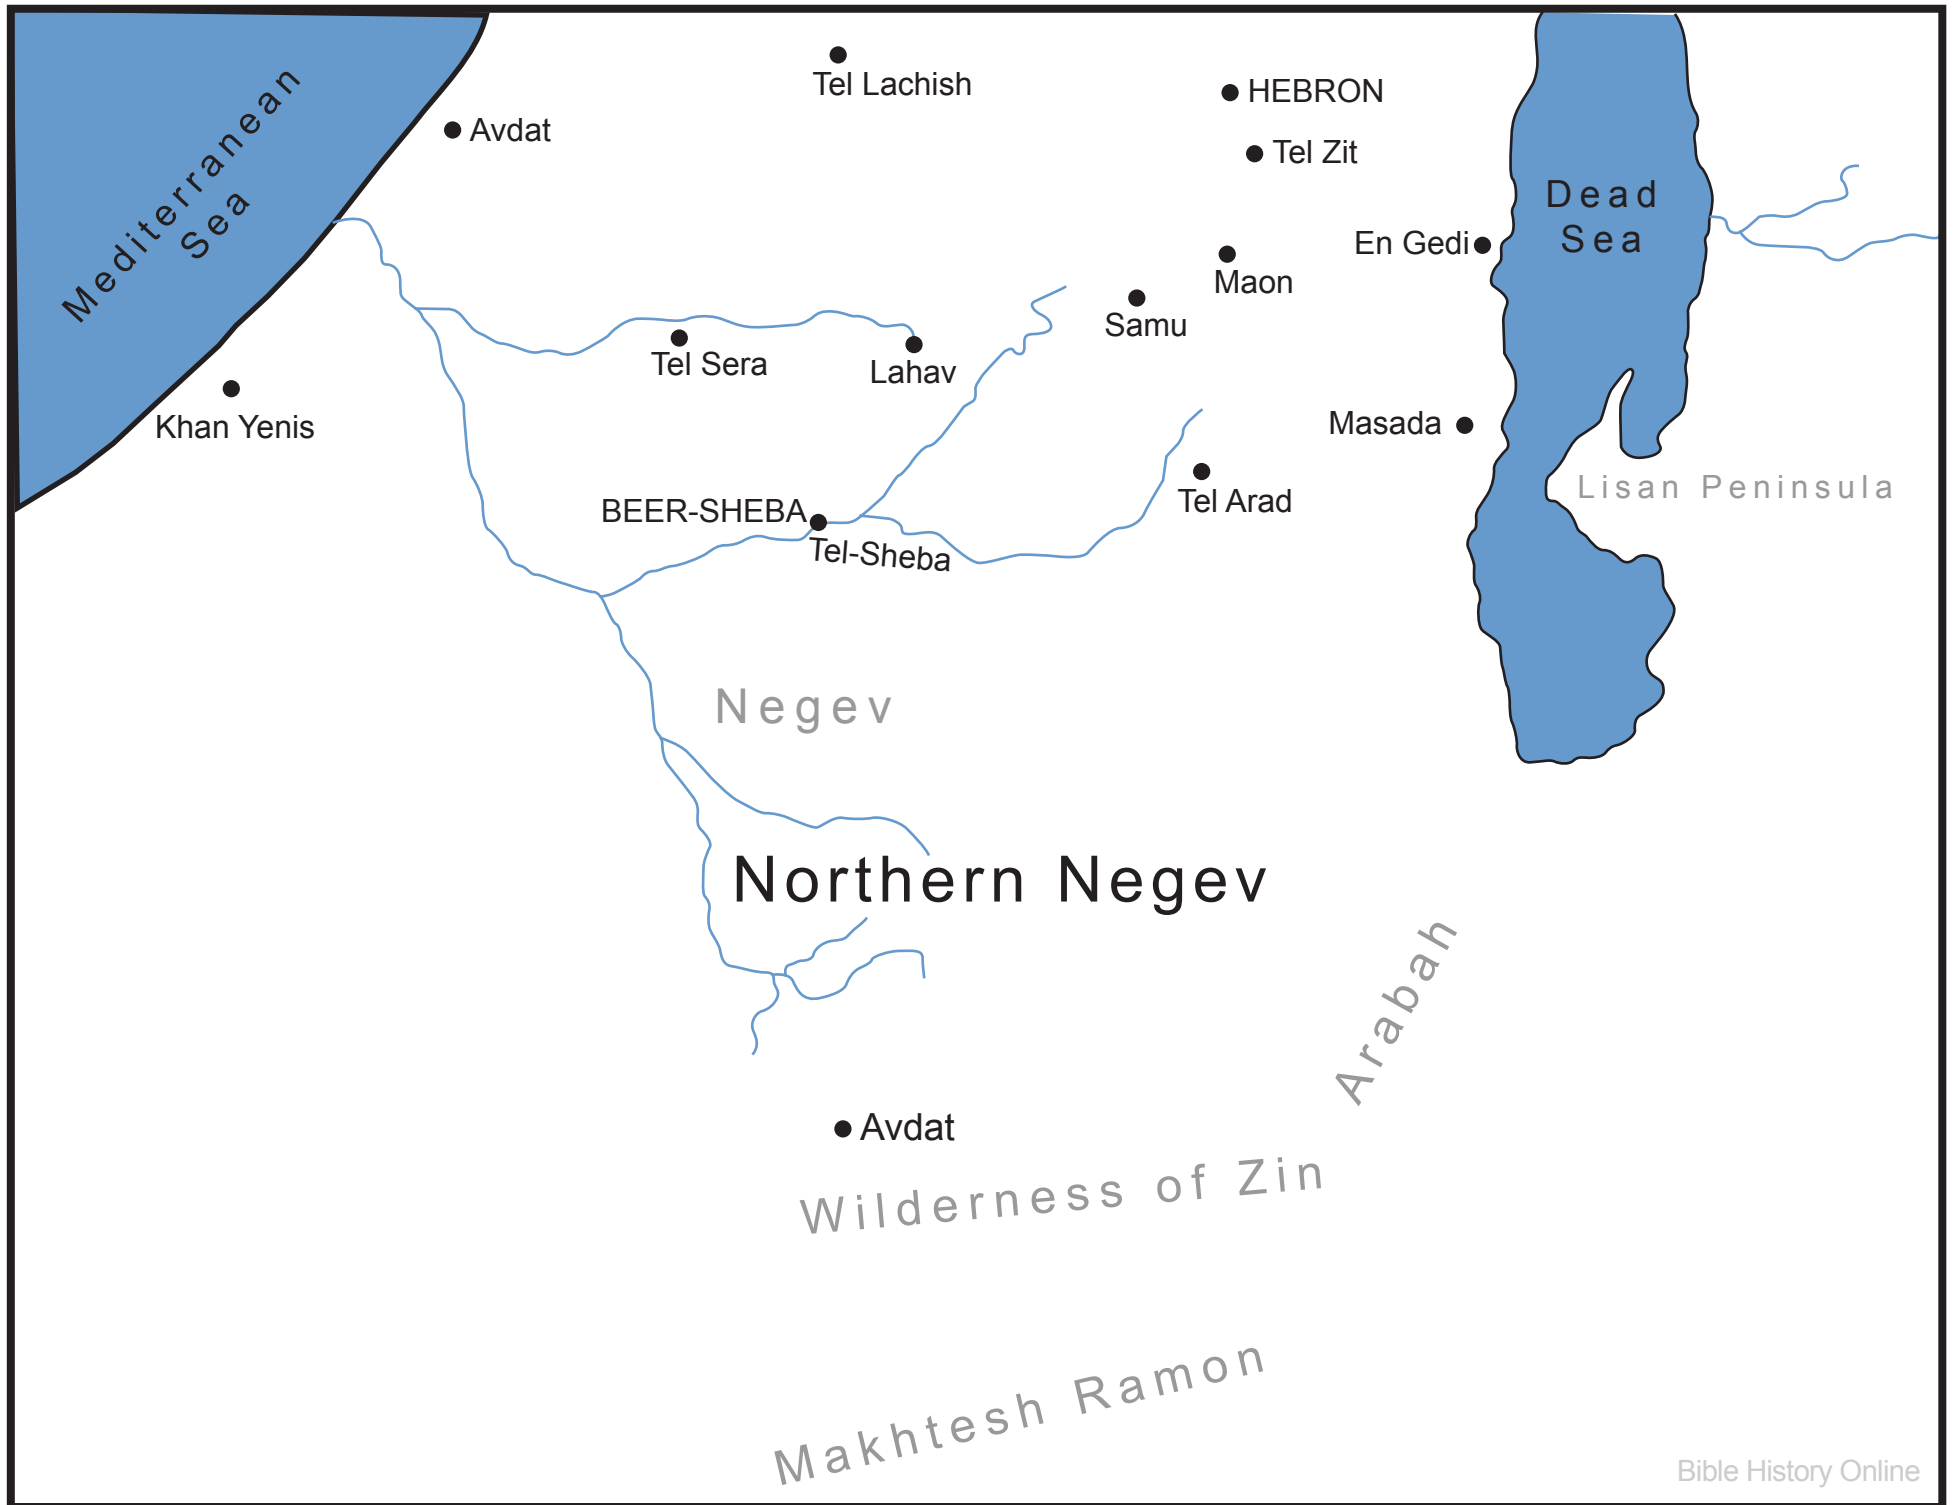 Tel Lachish
HEBRON
Avdat
Tel Zit
Mediterranean
Sea
Dead
Sea
En Gedi
Maon
Samu
Tel Sera
Lahav
Khan Yenis
Masada
Lisan Peninsula
Tel Arad
BEER-SHEBA
Tel-Sheba
Negev
Northern Negev
Arabah
Avdat
Wilderness of Zin
Makhtesh Ramon
Bible History Online